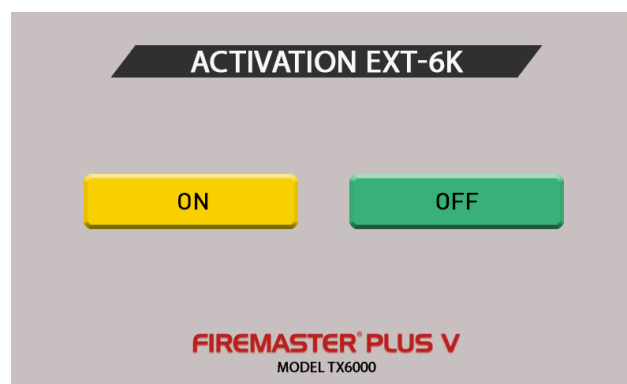 ACTIVATION EXT-6K
ON
OFF
FIREMASTER® PLUS V
MODEL TX6000